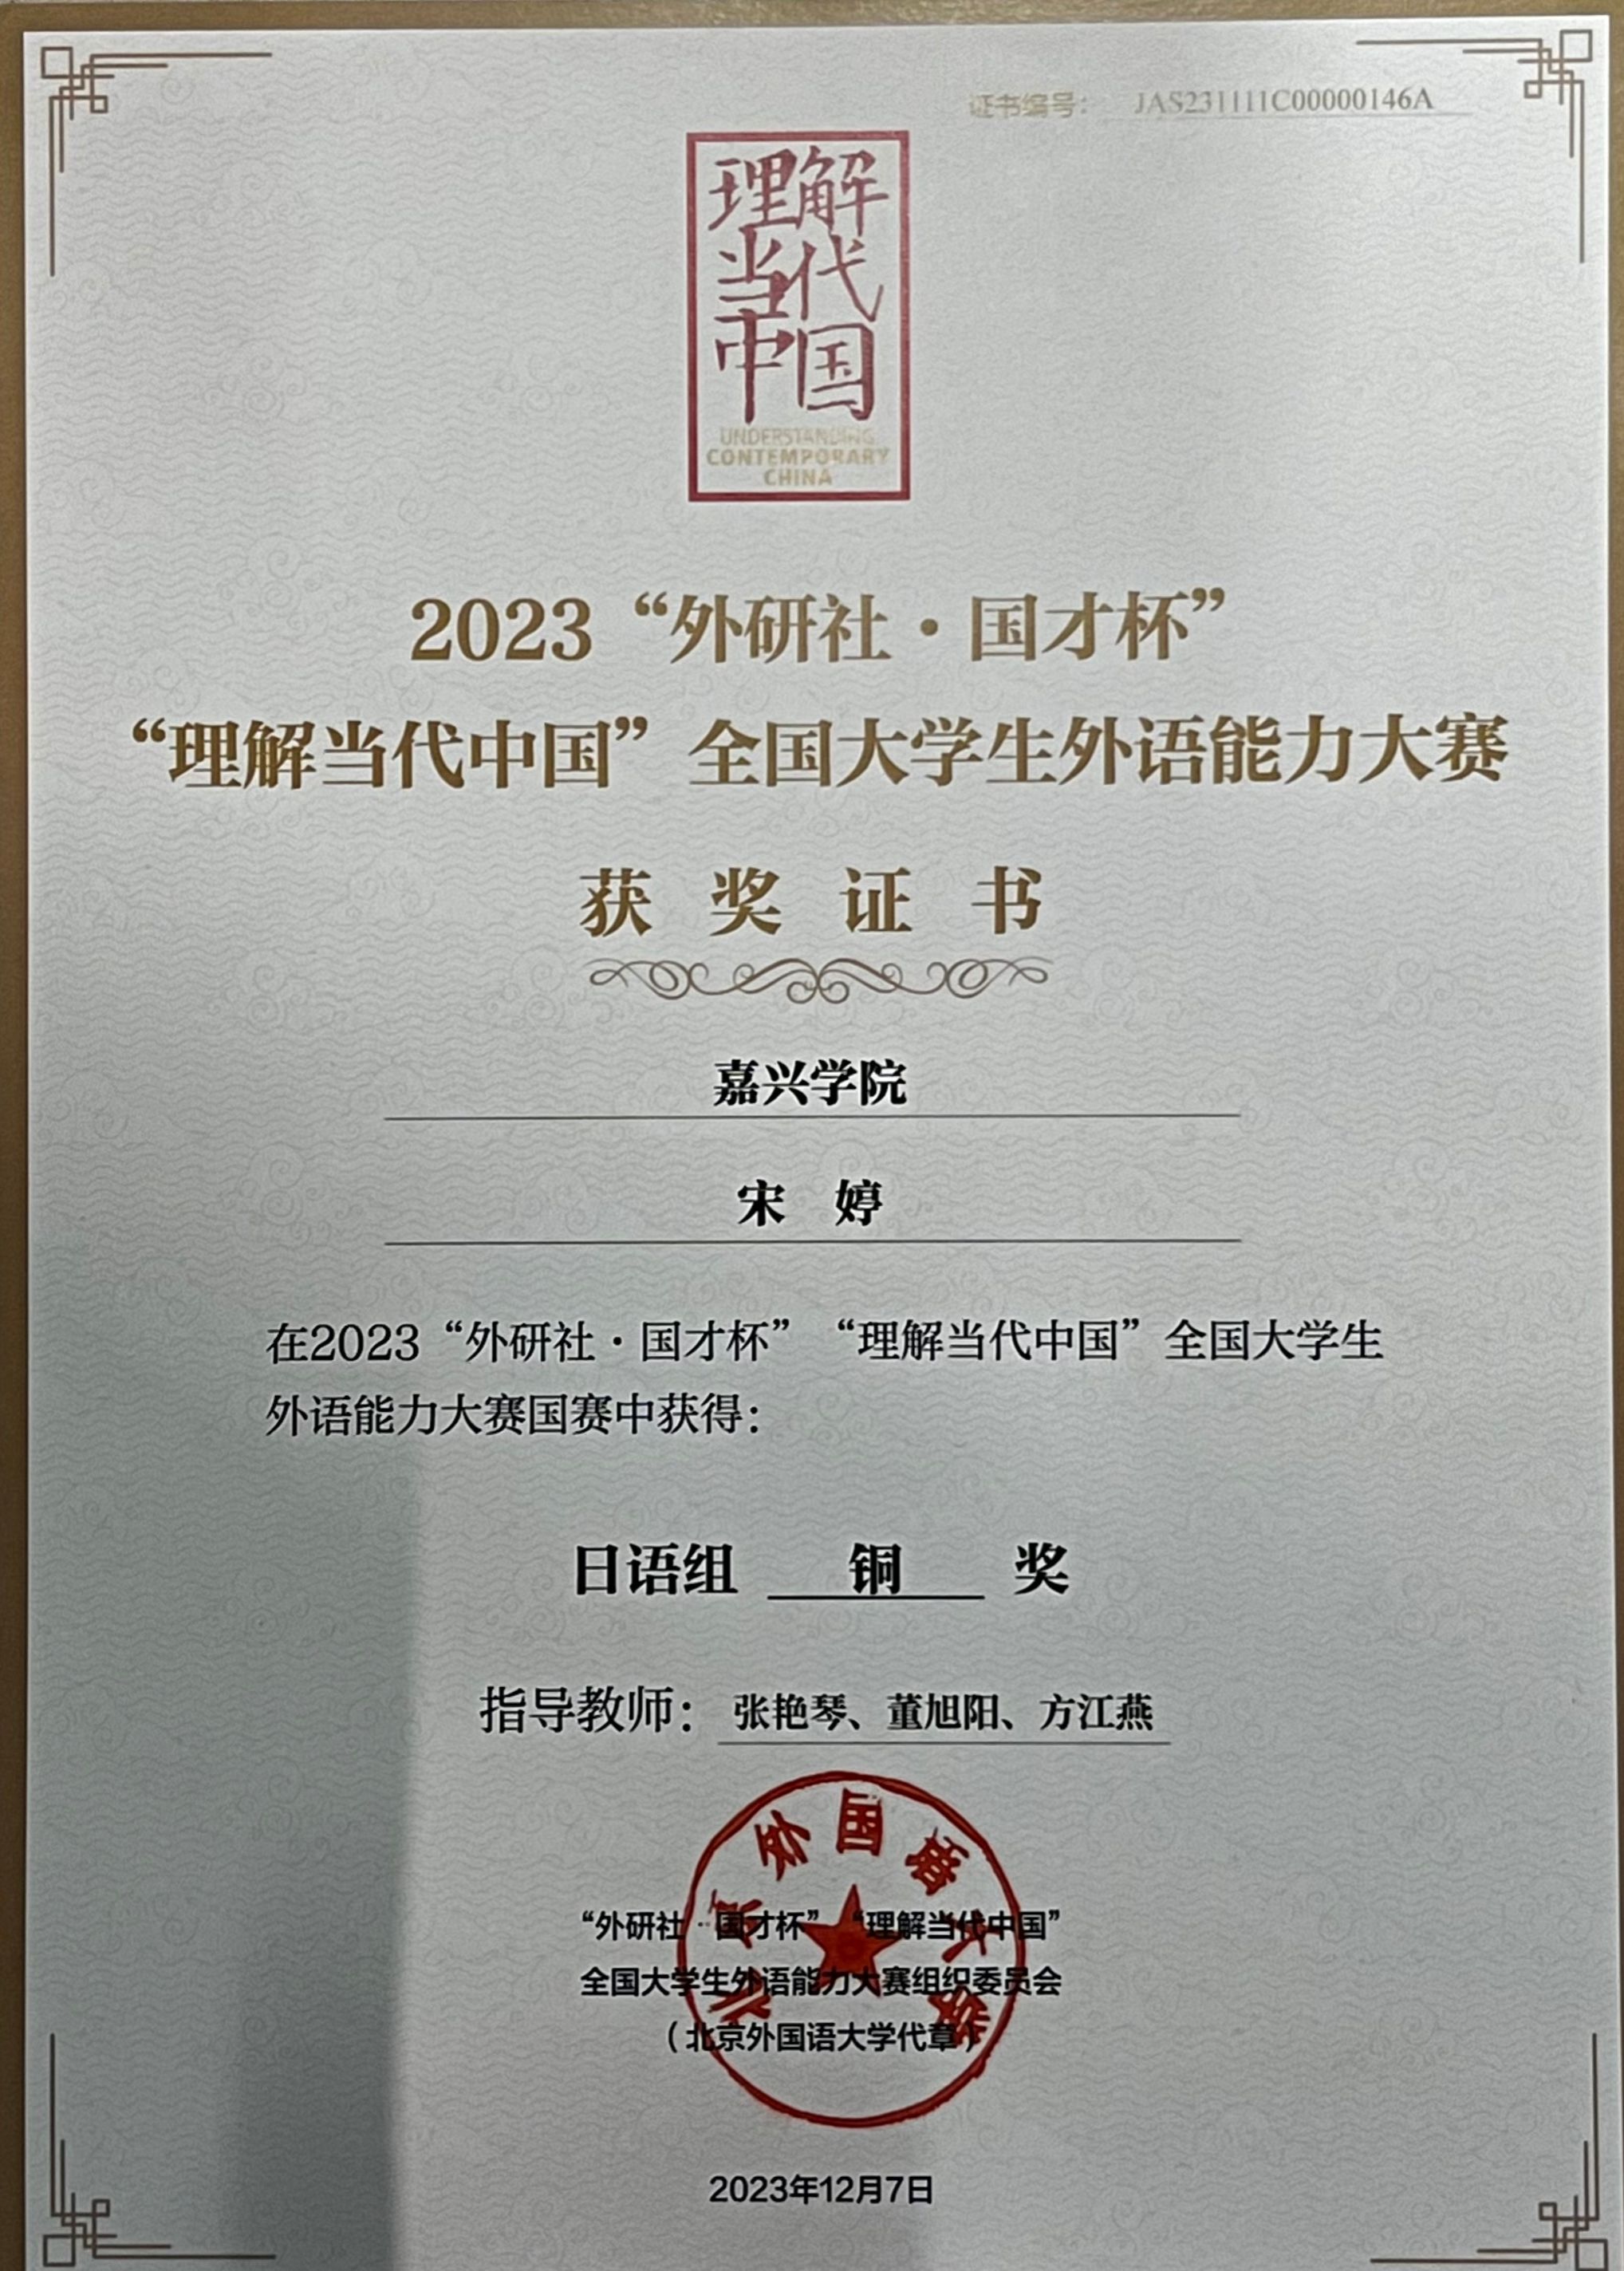 证书编号： JAS231111C00000146A
理解
当代
中国
UNDERSTANDING
CONTEMPORARY
CHINA
2023“外研社·国才杯”
“理解当代中国”全国大学生外语能力大赛
获奖证书
嘉兴学院
宋 婷
在2023“外研社·国才杯”“理解当代中国”全国大学生
外语能力大赛国赛中获得：
日语组 铜 奖
指导教师： 张艳琴、董旭阳、方江燕
北京外国语大学
“外研社·国才杯”“理解当代中国”
全国大学生外语能力大赛组织委员会
（北京外国语大学代章）
2023年12月7日